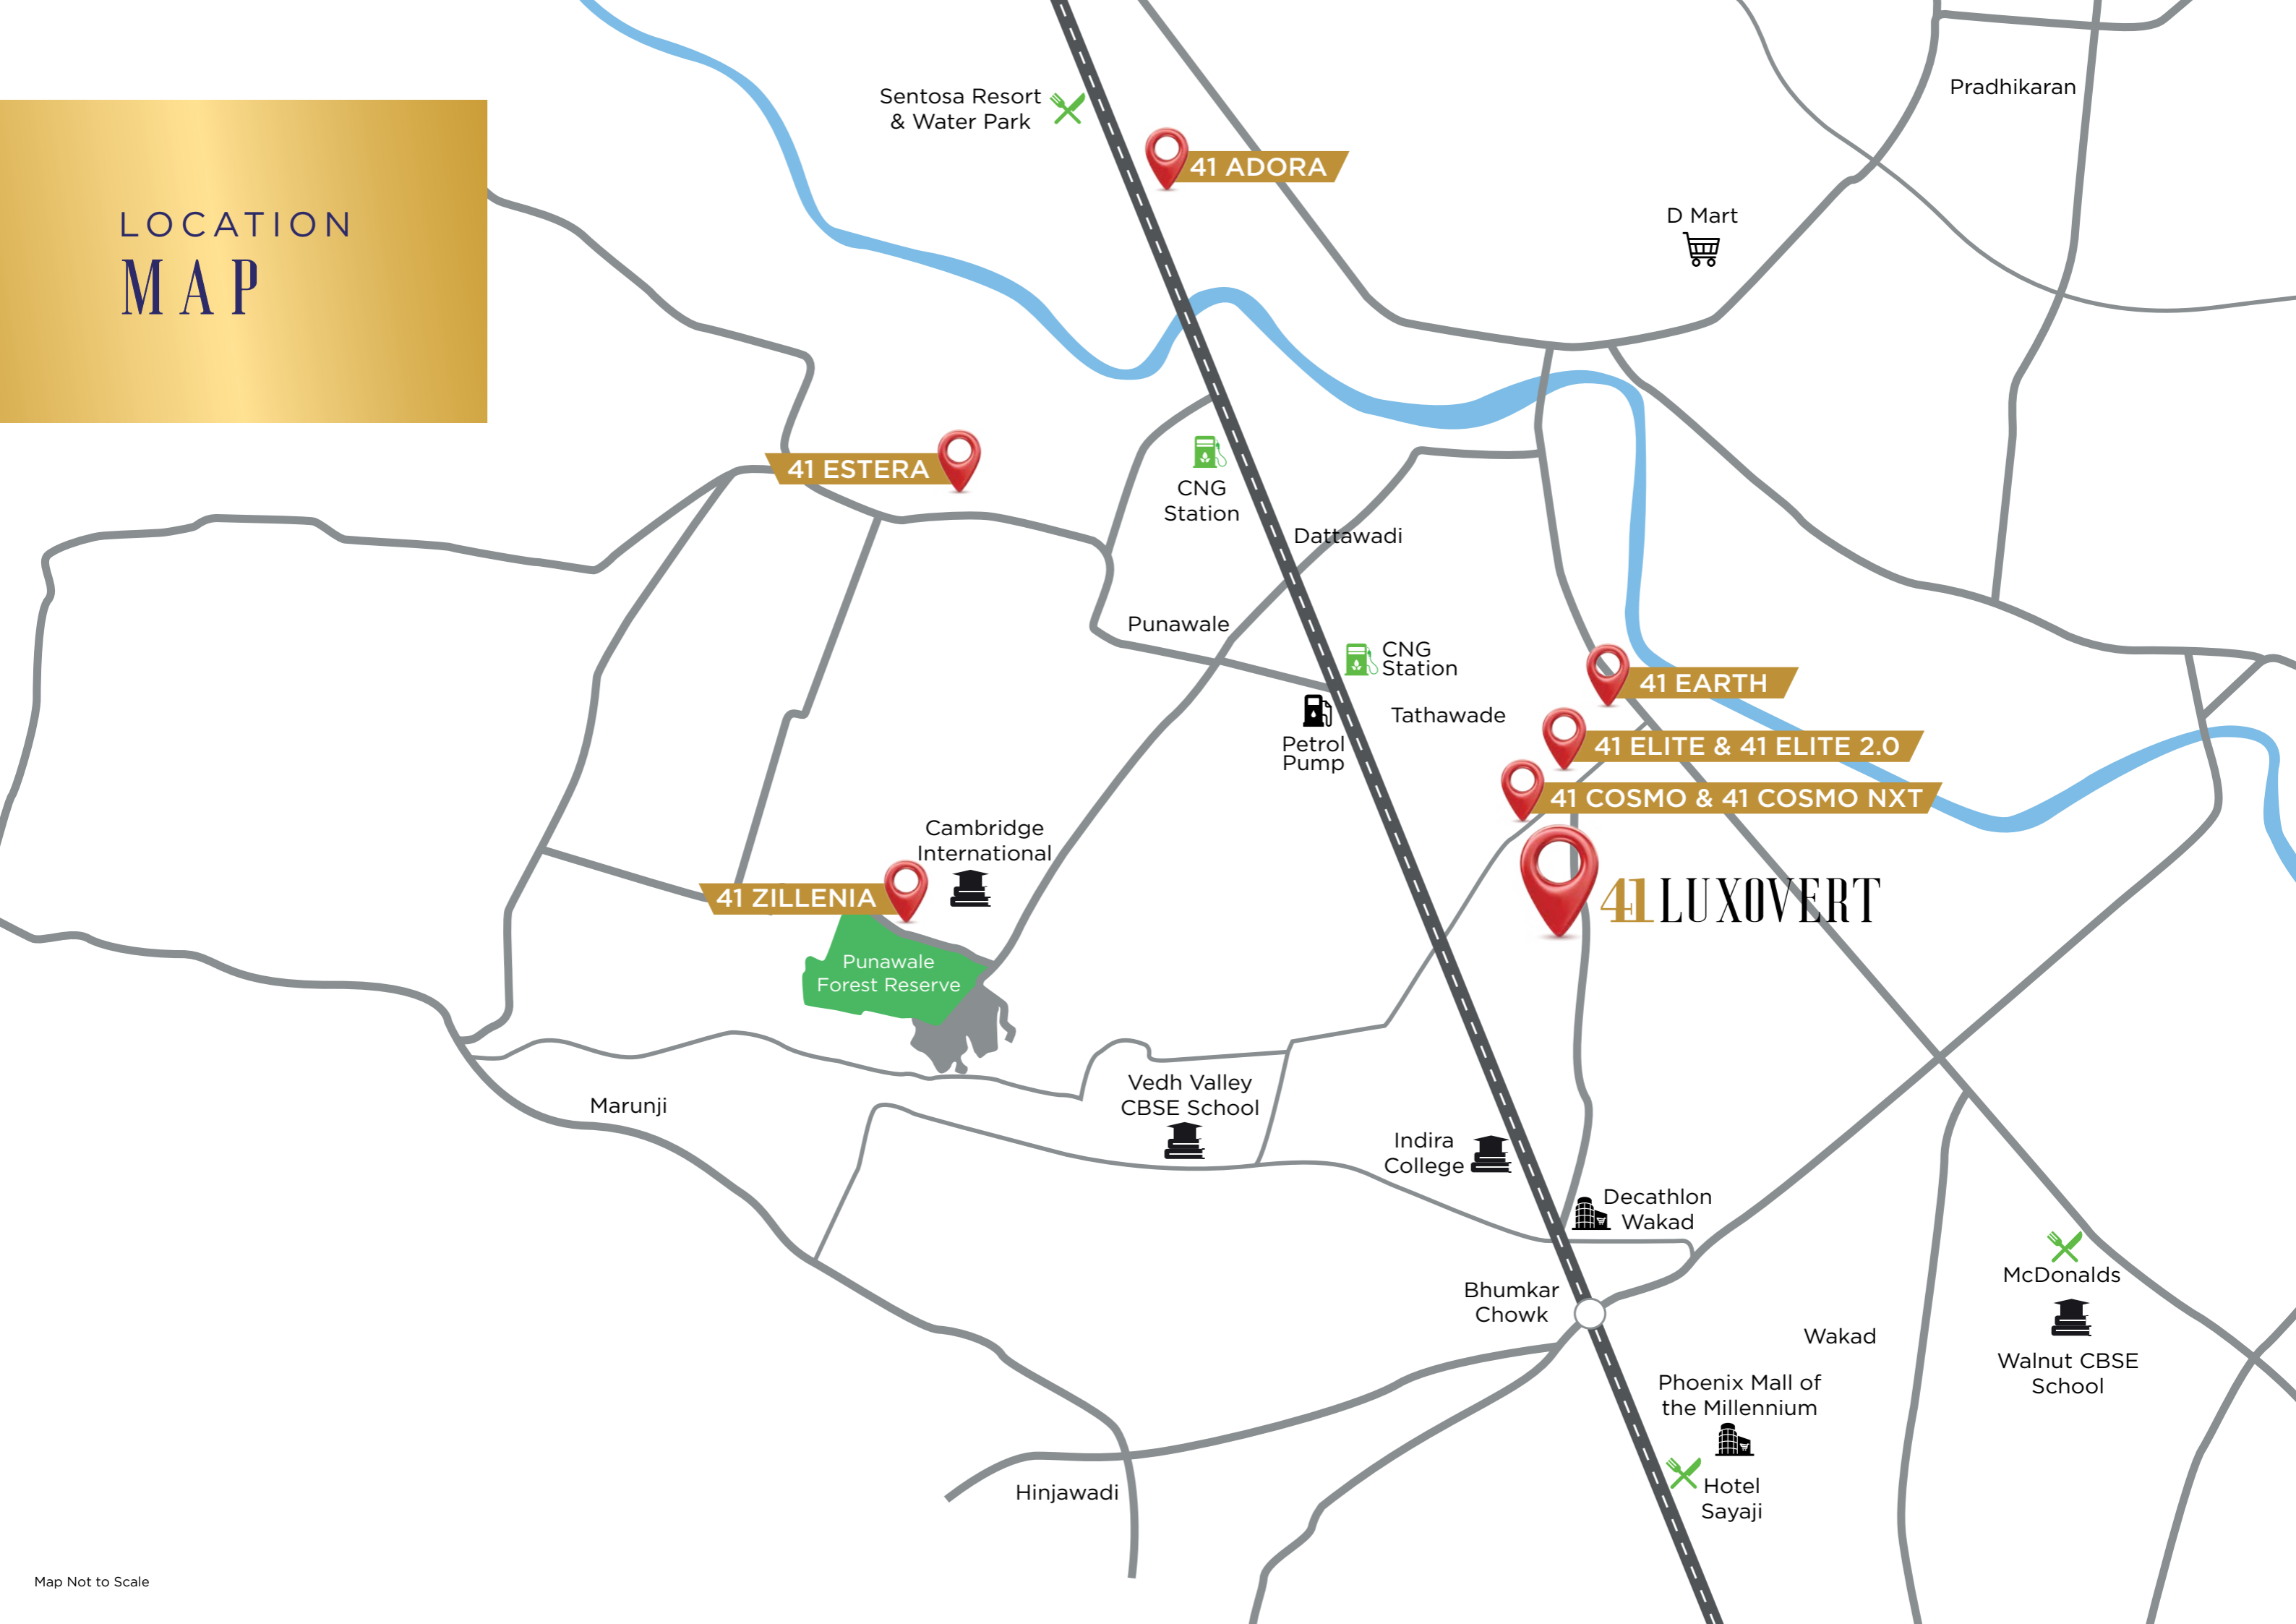 LOCATION
MAP
Sentosa Resort
& Water Park
41 ADORA
Pradhikaran
D Mart
41 ESTERA
CNG
Station
Dattawadi
Punawale
CNG
Station
Petrol
Pump
Tathawade
41 EARTH
41 ELITE & 41 ELITE 2.0
41 COSMO & 41 COSMO NXT
41 LUXOVERT
Cambridge
International
41 ZILLENIA
Punawale
Forest Reserve
Marunji
Vedh Valley
CBSE School
Indira
College
Decathlon
Wakad
Bhumkar
Chowk
Wakad
McDonalds
Walnut CBSE
School
Phoenix Mall of
the Millennium
Hotel
Sayaji
Hinjawadi
Map Not to Scale